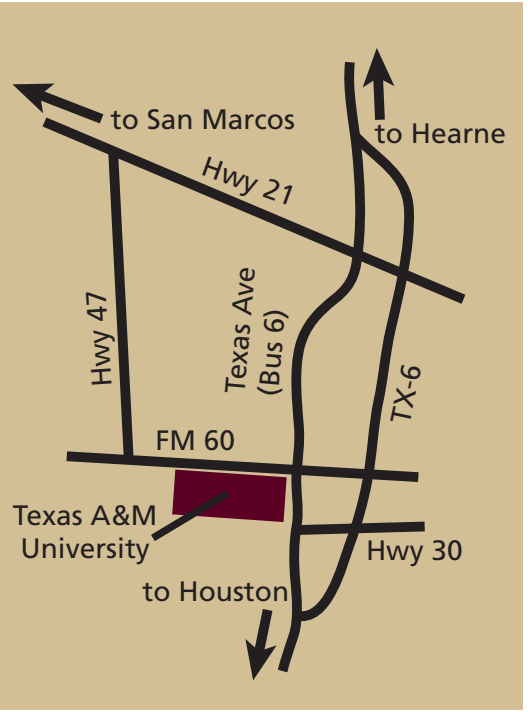 to San Marcos
to Hearne
Hwy 21
Texas Ave
(Bus 6)
Hwy 47
TX-6
FM 60
Texas A&M
University
Hwy 30
to Houston